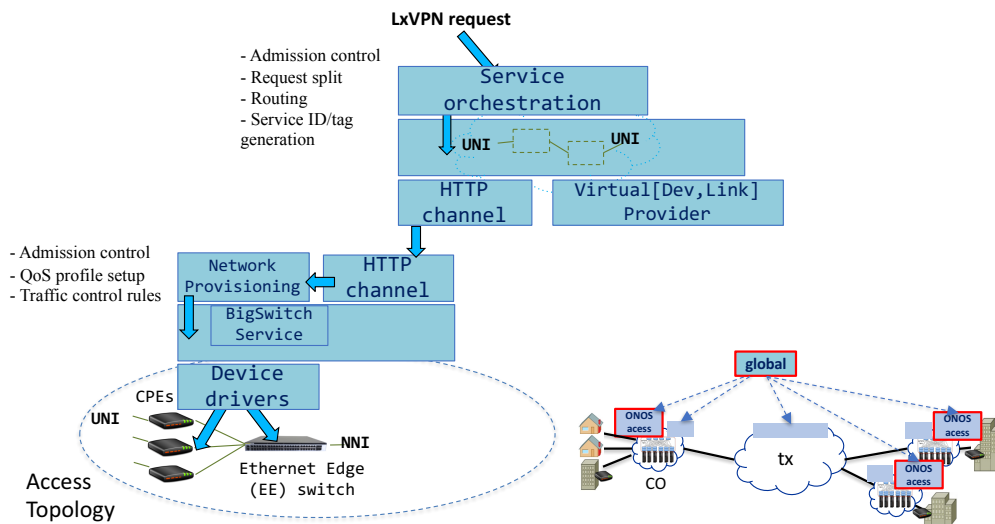 LxVPN request
- Admission control
- Request split
- Routing
- Service ID/tag
generation
Service
orchestration
UNI
UNI
HTTP
channel
Virtual[Dev,Link]
Provider
- Admission control
- QoS profile setup
- Traffic control rules
Network
Provisioning
HTTP
channel
BigSwitch
Service
Device
drivers
CPEs
UNI
NNI
Ethernet Edge
(EE) switch
Access
Topology
global
ONOS
acess
ONOS
acess
ONOS
acess
CO
tx